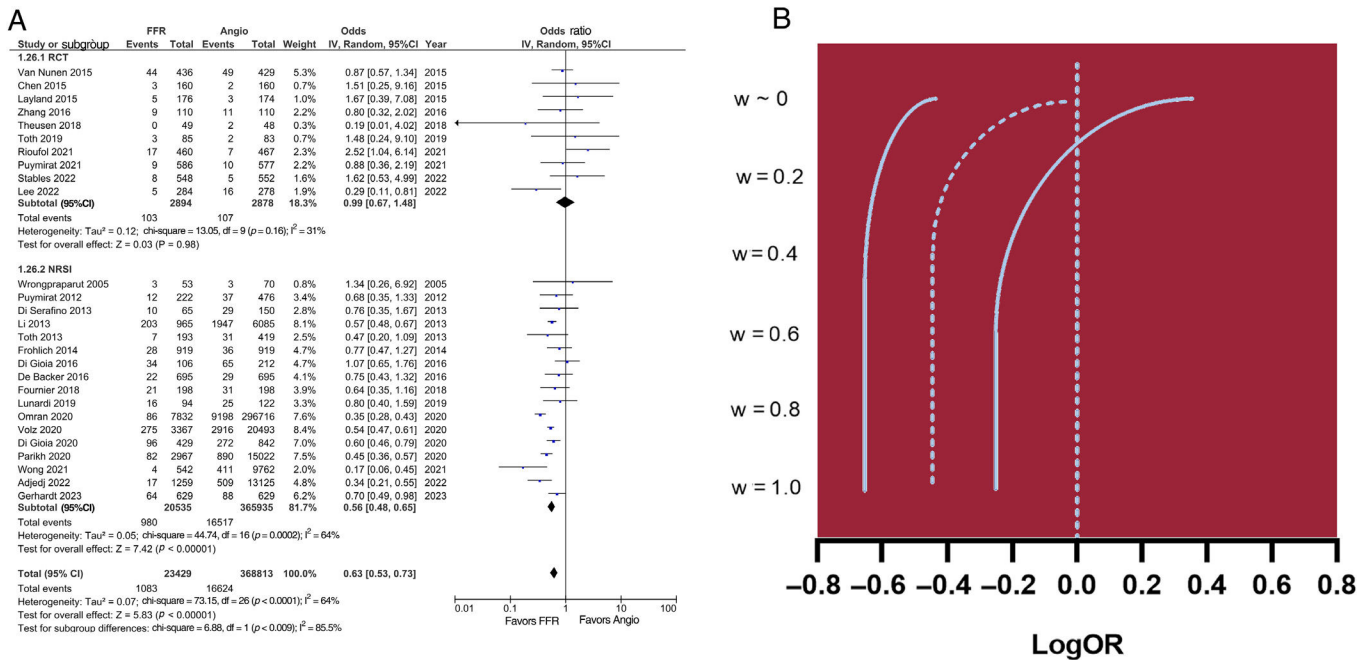 A
FFR Angio Odds Odds ratio
Study or subgroup Events Total Events Total Weight IV, Random, 95%CI Year IV, Random, 95%CI
1.26.1 RCT
Van Nunen 2015 44 436 49 429 5.3% 0.87 [0.57, 1.34] 2015
Chen 2015 3 160 2 160 0.7% 1.51 [0.25, 9.16] 2015
Layland 2015 5 176 3 174 0.9% 1.67 [0.39, 7.08] 2015
Zhang 2016 9 110 11 110 2.0% 0.80 [0.32, 2.02] 2016
Theusen 2018 0 49 2 48 0.2% 0.19 [0.01, 4.02] 2018
Toth 2019 3 85 2 83 0.6% 1.48 [0.24, 9.10] 2019
Rioufol 2021 17 460 7 467 2.1% 2.52 [1.04, 6.14] 2021
Puymirat 2021 9 586 10 577 2.1% 0.88 [0.36, 2.19] 2021
Stables 2022 8 548 5 552 1.4% 1.62 [0.53, 4.99] 2022
Lee 2022 5 284 16 278 1.7% 0.29 [0.11, 0.81] 2022
Subtotal (95%CI) 2894 2878 18.3% 0.99 [0.67, 1.48]
Total events 103 107
Heterogeneity: Tau² = 0.12; chi-square = 13.05, df = 9 (p = 0.16); I² = 31%
Test for overall effect: Z = 0.03 (P = 0.98)
1.26.2 NRSI
Wrongpraparut 2005 3 53 3 70 0.8% 1.34 [0.26, 6.92] 2005
Puymirat 2012 12 222 37 476 3.4% 0.68 [0.35, 1.33] 2012
Di Serafino 2013 10 65 29 150 2.8% 0.76 [0.35, 1.67] 2013
Li 2013 203 965 1947 6085 8.1% 0.57 [0.48, 0.67] 2013
Toth 2013 7 193 31 419 2.5% 0.47 [0.20, 1.09] 2013
Frohlich 2014 28 919 36 919 4.7% 0.77 [0.47, 1.27] 2014
Di Gioia 2016 34 106 65 212 4.7% 1.07 [0.65, 1.76] 2016
De Backer 2016 22 695 29 695 4.2% 0.75 [0.43, 1.32] 2016
Fournier 2018 21 198 31 198 3.9% 0.64 [0.35, 1.16] 2018
Lunardi 2019 16 94 25 122 3.3% 0.80 [0.40, 1.59] 2019
Omran 2020 86 7832 9198 296716 7.6% 0.35 [0.28, 0.43] 2020
Volz 2020 275 3367 2916 20493 8.4% 0.54 [0.47, 0.61] 2020
Di Gioia 2020 96 429 272 842 7.1% 0.60 [0.46, 0.79] 2020
Parikh 2020 82 2967 890 15022 7.5% 0.45 [0.36, 0.57] 2020
Wong 2021 4 542 411 9762 2.0% 0.17 [0.06, 0.45] 2021
Adjedj 2022 17 1259 509 13125 4.8% 0.34 [0.21, 0.55] 2022
Gerhardt 2023 64 629 88 629 6.2% 0.70 [0.49, 0.98] 2023
Subtotal (95%CI) 20535 365935 81.7% 0.56 [0.48, 0.65]
Total events 980 16517
Heterogeneity: Tau² = 0.05; chi-square = 44.74, df = 16 (p = 0.0002); I² = 64%
Test for overall effect: Z = 7.42 (P < 0.00001)
Total (95% CI) 23429 368813 100.0% 0.63 [0.53, 0.73]
Total events 1083 16624
Heterogeneity: Tau² = 0.07; chi-square = 73.15, df = 26 (p < 0.0001); I² = 64%
Test for overall effect: Z = 5.83 (P < 0.00001)
Test for subgroup differences: chi-square = 6.88, df = 1 (p < 0.009); I² = 85.5%
0.01 0.1 1 10 100
Favors FFR Favors Angio
B
w ~ 0
w = 0.2
w = 0.4
w = 0.6
w = 0.8
w = 1.0
−0.8 −0.6 −0.4 −0.2 0.0 0.2 0.4 0.6 0.8
LogOR